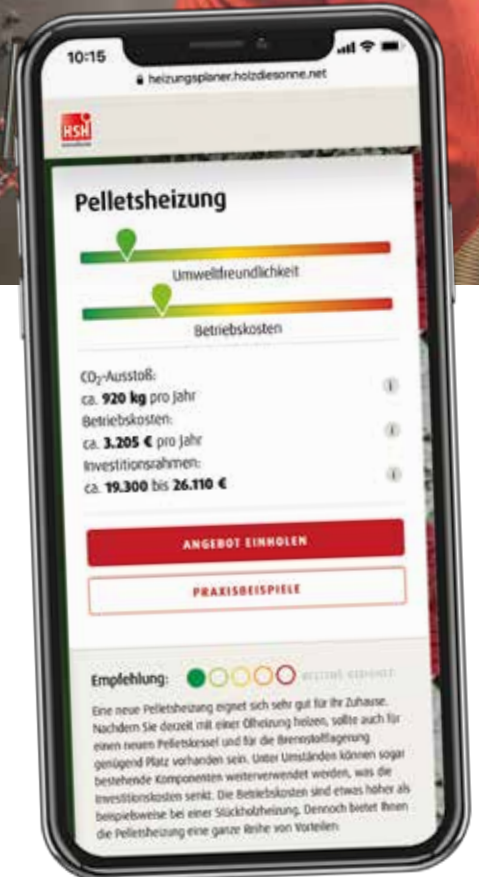 10:15
heizungsplaner.holzdiesonne.net
HSH
Pelletsheizung
Umweltfreundlichkeit
Betriebskosten
CO₂-Ausstoß:
ca. 920 kg pro Jahr
Betriebskosten:
ca. 3.205 € pro Jahr
Investitionsrahmen:
ca. 19.300 bis 26.110 €
ANGEBOT EINHOLEN
PRAXISBEISPIELE
Empfehlung:
Eine neue Pelletsheizung eignet sich sehr gut für Ihr Zuhause.
Nachdem Sie derzeit mit einer Ölheizung heizen, sollte auch für
einen neuen Pelletskessel und für die Brennstofflagerung
genügend Platz vorhanden sein. Unter Umständen können sogar
bestehende Komponenten weiterverwendet werden, was die
Investitionskosten senkt. Die Betriebskosten sind etwas höher als
beispielsweise bei einer Stückholzheizung. Dennoch bietet Ihnen
die Pelletsheizung eine ganze Reihe von Vorteilen: